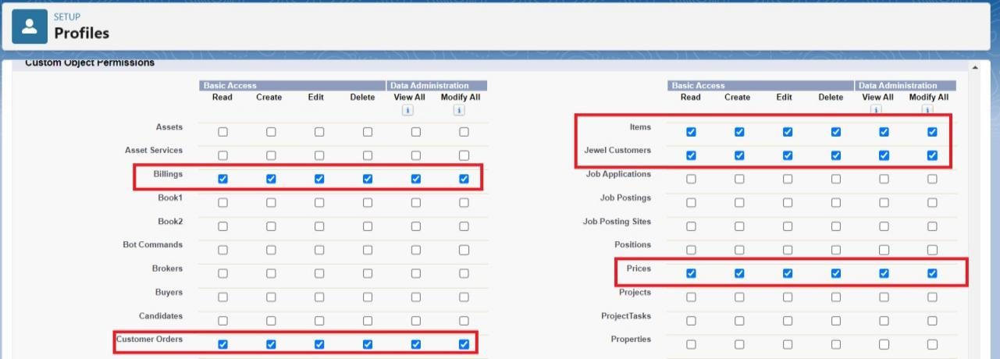 SETUP
Profiles
Custom Object Permissions
Basic Access Data Administration Basic Access Data Administration
Read Create Edit Delete View All Modify All Read Create Edit Delete View All Modify All
i i i i
Assets Items
Asset Services Jewel Customers
Billings Job Applications
Book1 Job Postings
Book2 Job Posting Sites
Bot Commands Positions
Brokers Prices
Buyers Projects
Candidates ProjectTasks
Customer Orders Properties